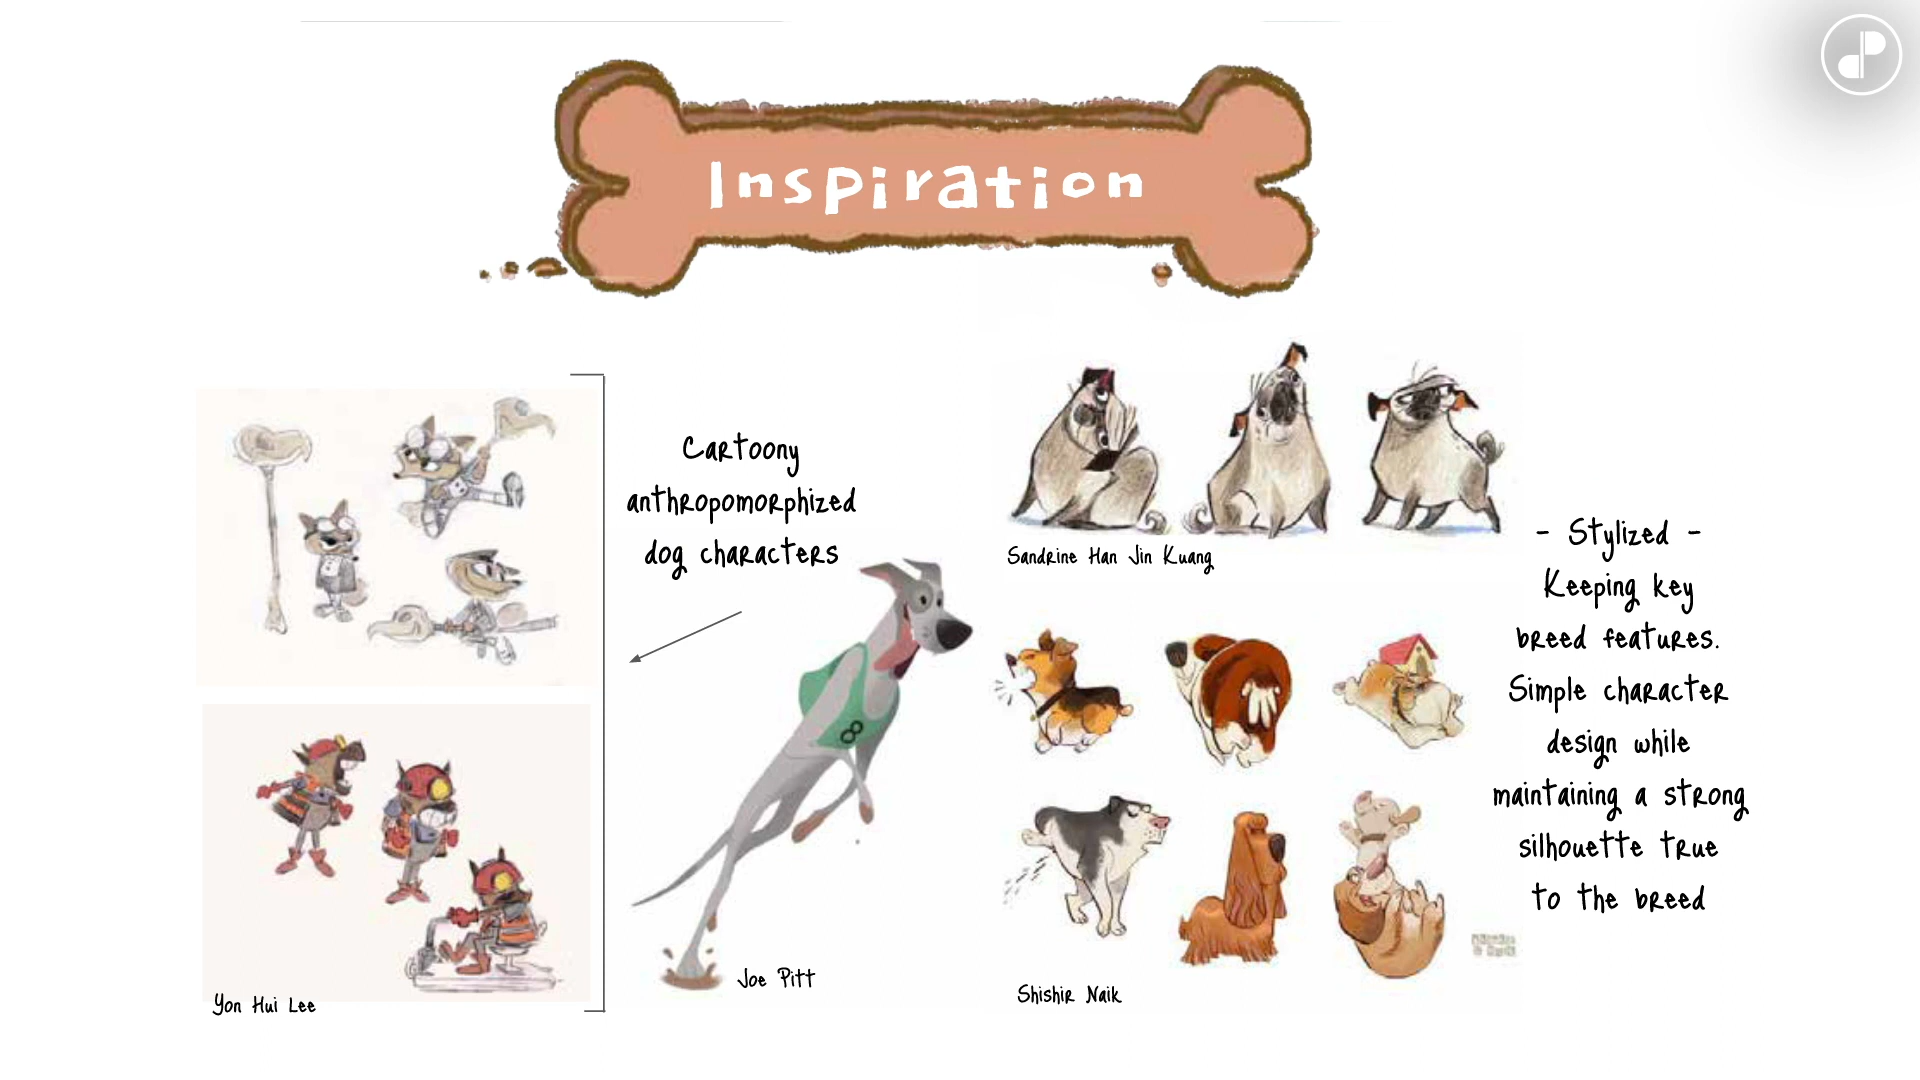 Inspiration
Cartoony
anthropomorphized
dog characters
Yon Hui Lee
Joe Pitt
8
Sandrine Han Jin Kuang
Shishir Naik
- Stylized -
Keeping key
breed features.
Simple character
design while
maintaining a strong
silhouette true
to the breed